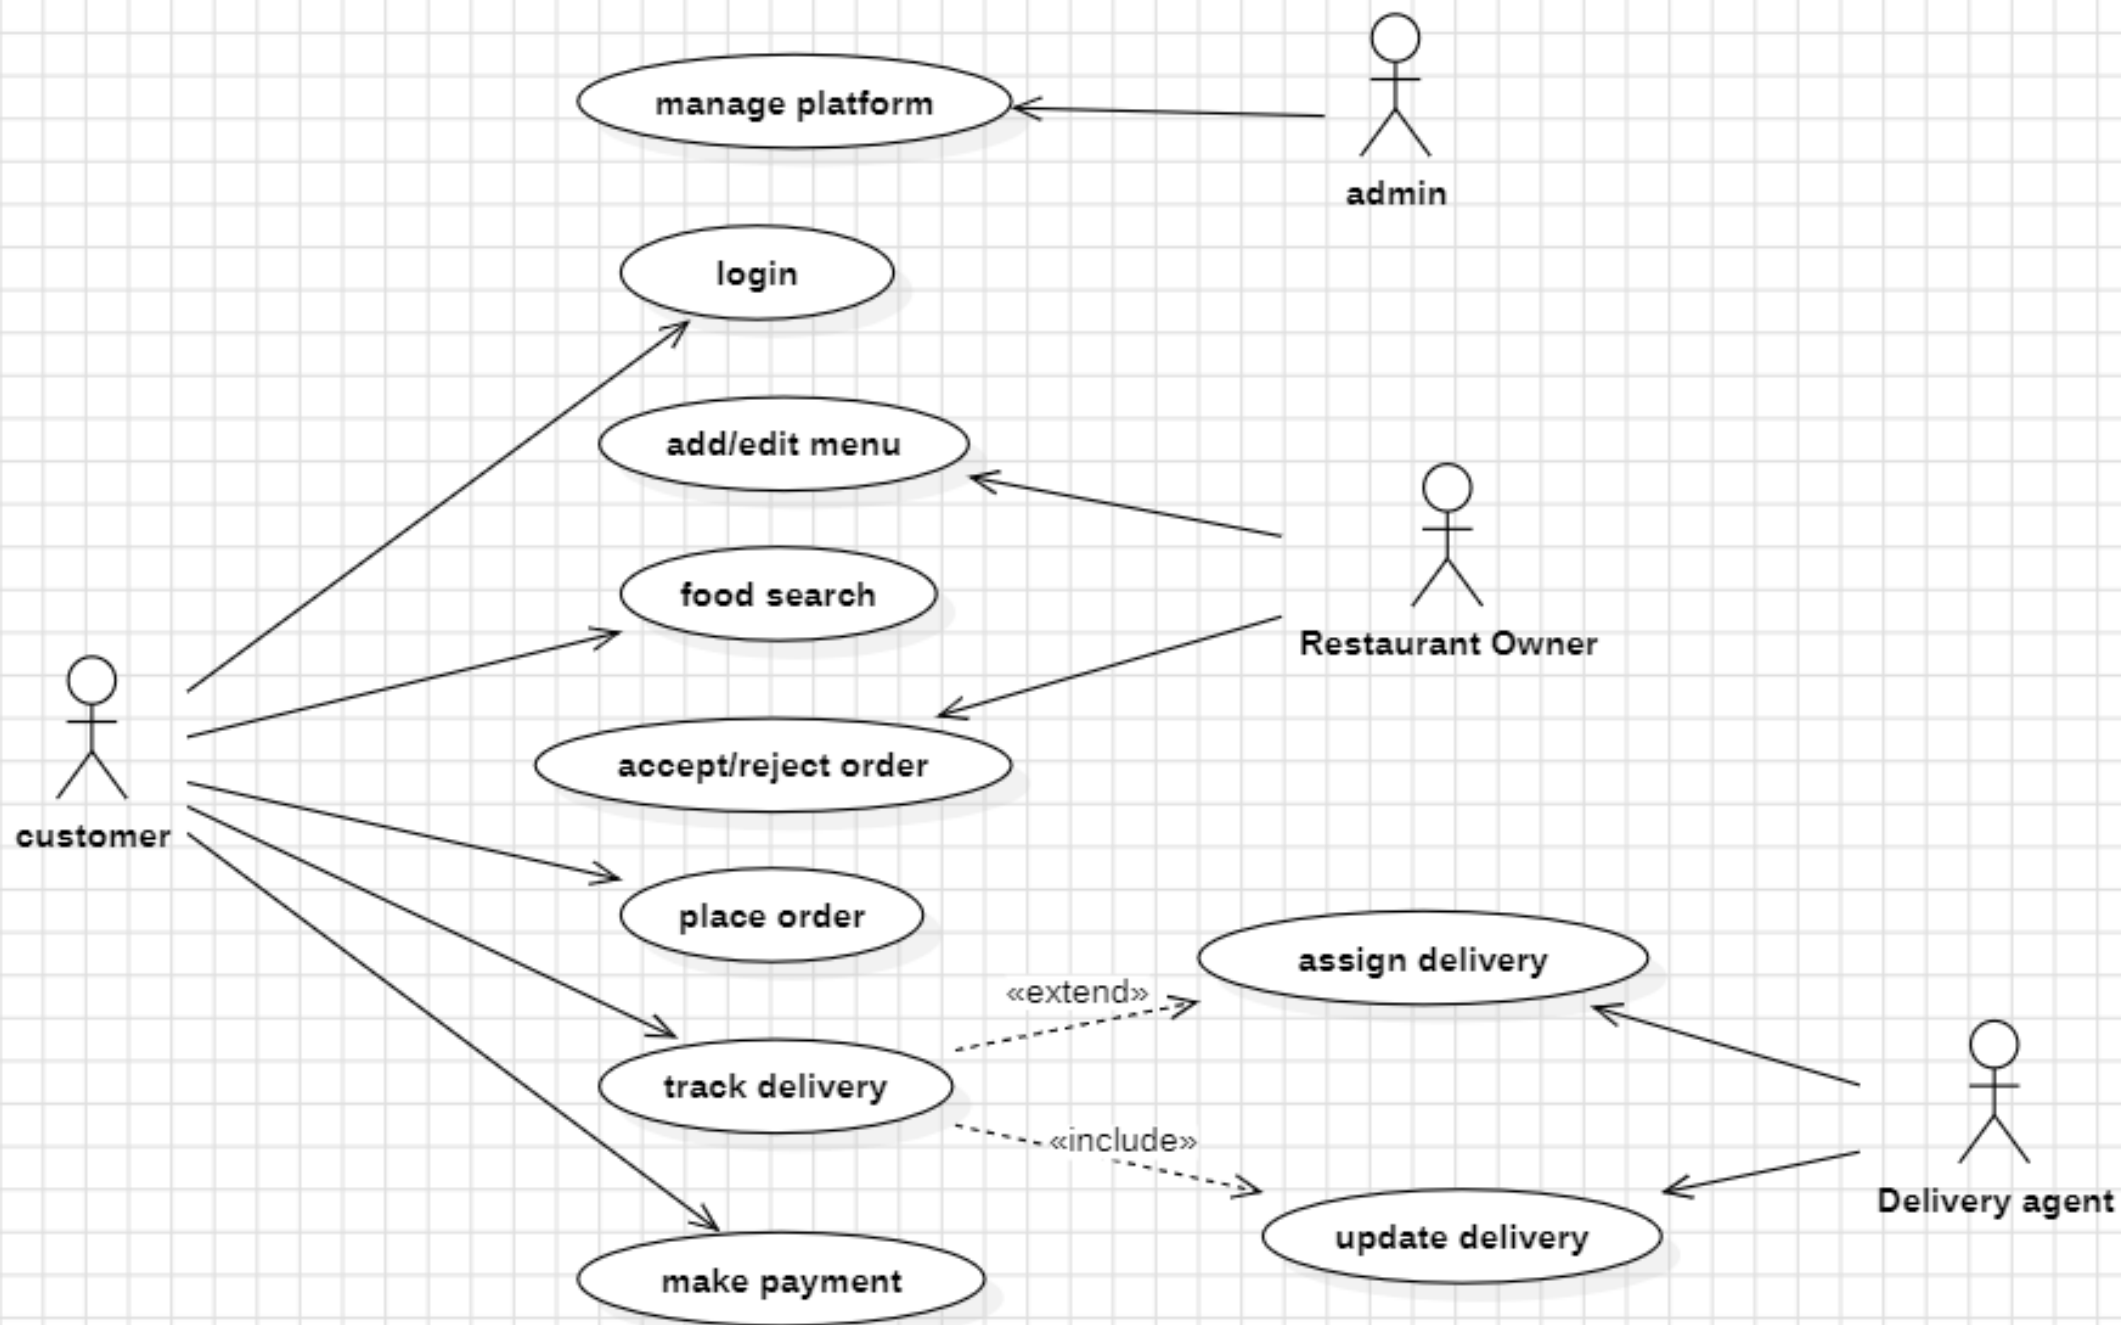 manage platform
admin
login
add/edit menu
food search
Restaurant Owner
accept/reject order
customer
place order
assign delivery
«extend»
track delivery
«include»
Delivery agent
update delivery
make payment